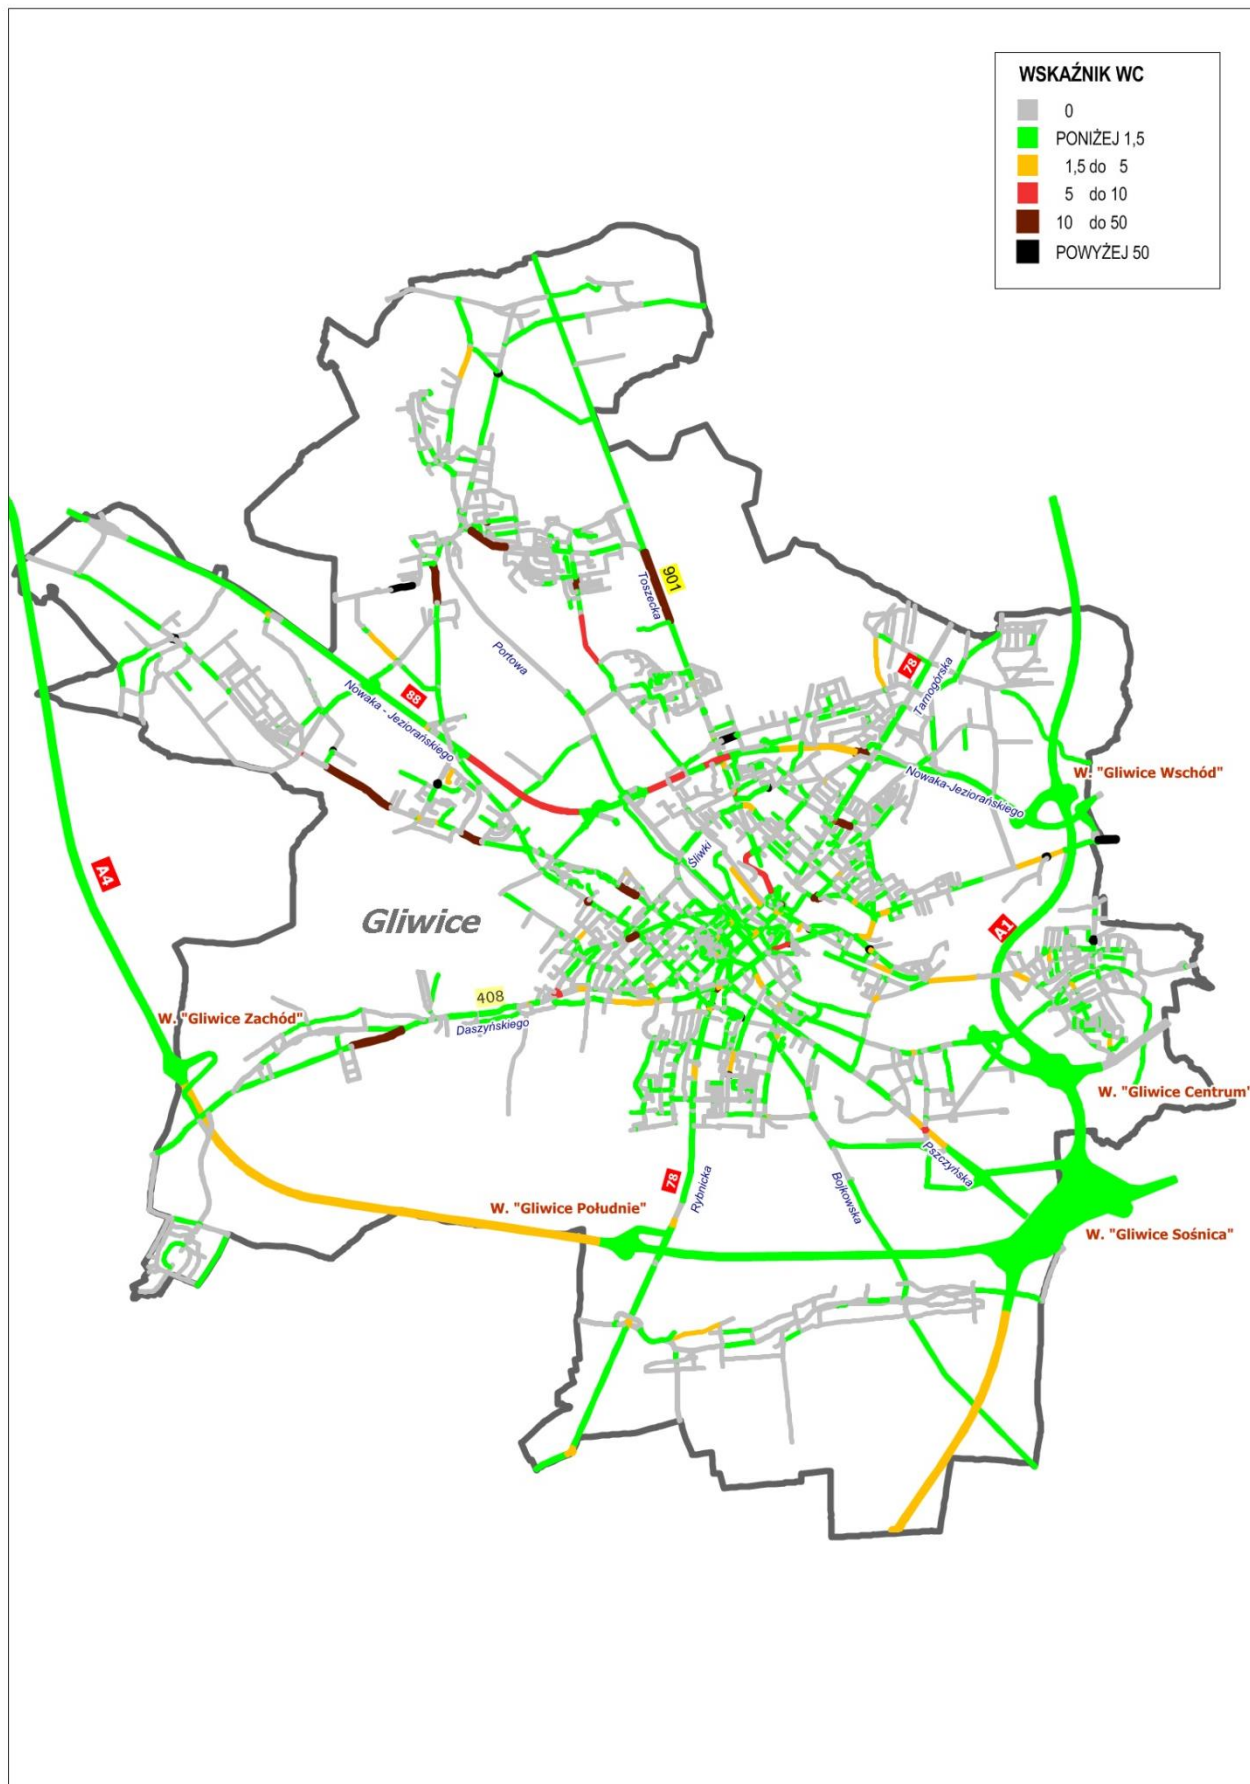 WSKAŹNIK WC
0
PONIŻEJ 1,5
1,5 do 5
5 do 10
10 do 50
POWYŻEJ 50
901
Toszecka
78
Tarnogórska
Portowa
88
Nowaka - Jeziorańskiego
W. "Gliwice Wschód"
Nowaka-Jeziorańskiego
Śliwki
A4
Gliwice
A1
408
W. "Gliwice Zachód"
Daszyńskiego
W. "Gliwice Centrum"
Pszczyńska
78
Rybnicka
Bojkowska
W. "Gliwice Południe"
W. "Gliwice Sośnica"